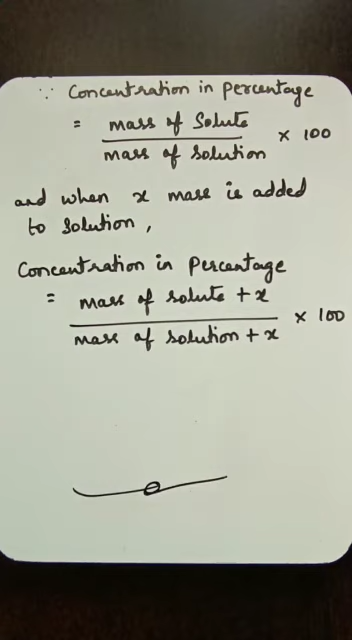 ∵ Concentration in percentage
= mass of Solute / mass of solution × 100
and when x mass is added
to solution,
Concentration in Percentage
= mass of solute + x / mass of solution + x × 100